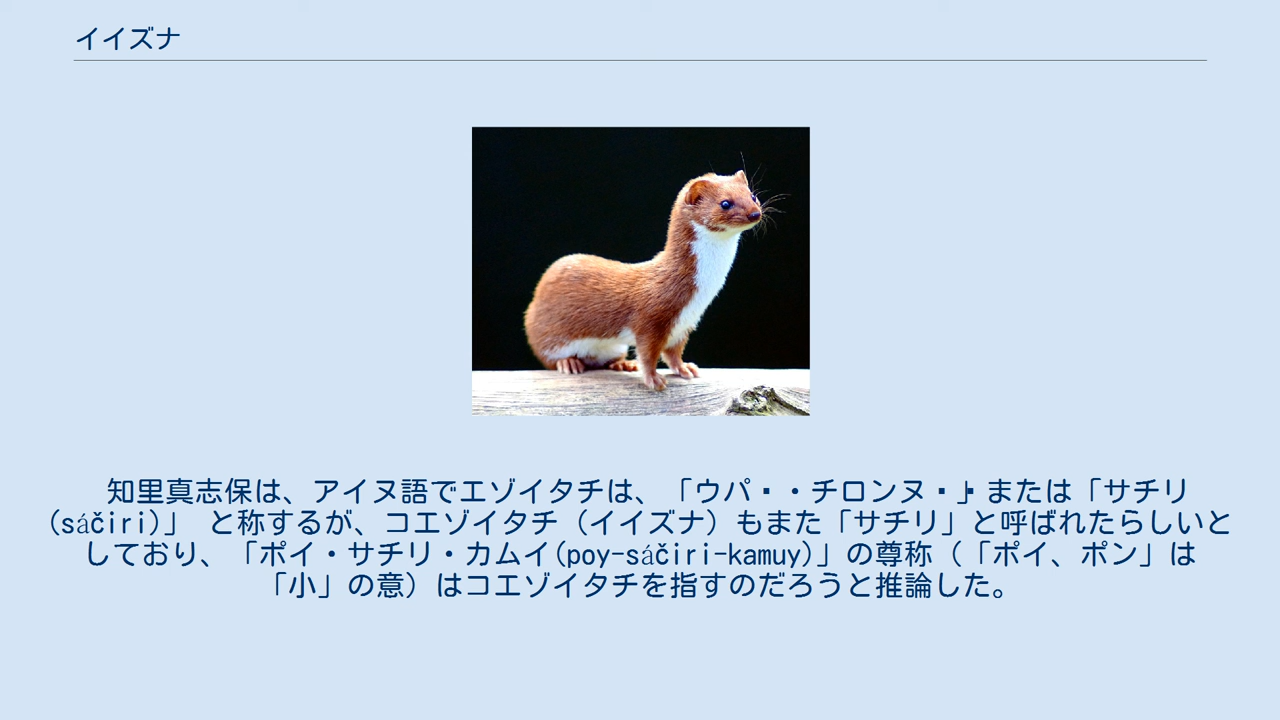 イイズナ
知里真志保は、アイヌ語でエゾイタチは、「ウパ・・チロンヌ・」または「サチリ
(sáčiri)」 と称するが、コエゾイタチ（イイズナ）もまた「サチリ」と呼ばれたらしいと
しており、「ポイ・サチリ・カムイ(poy-sáčiri-kamuy)」の尊称（「ポイ、ポン」は
「小」の意）はコエゾイタチを指すのだろうと推論した。